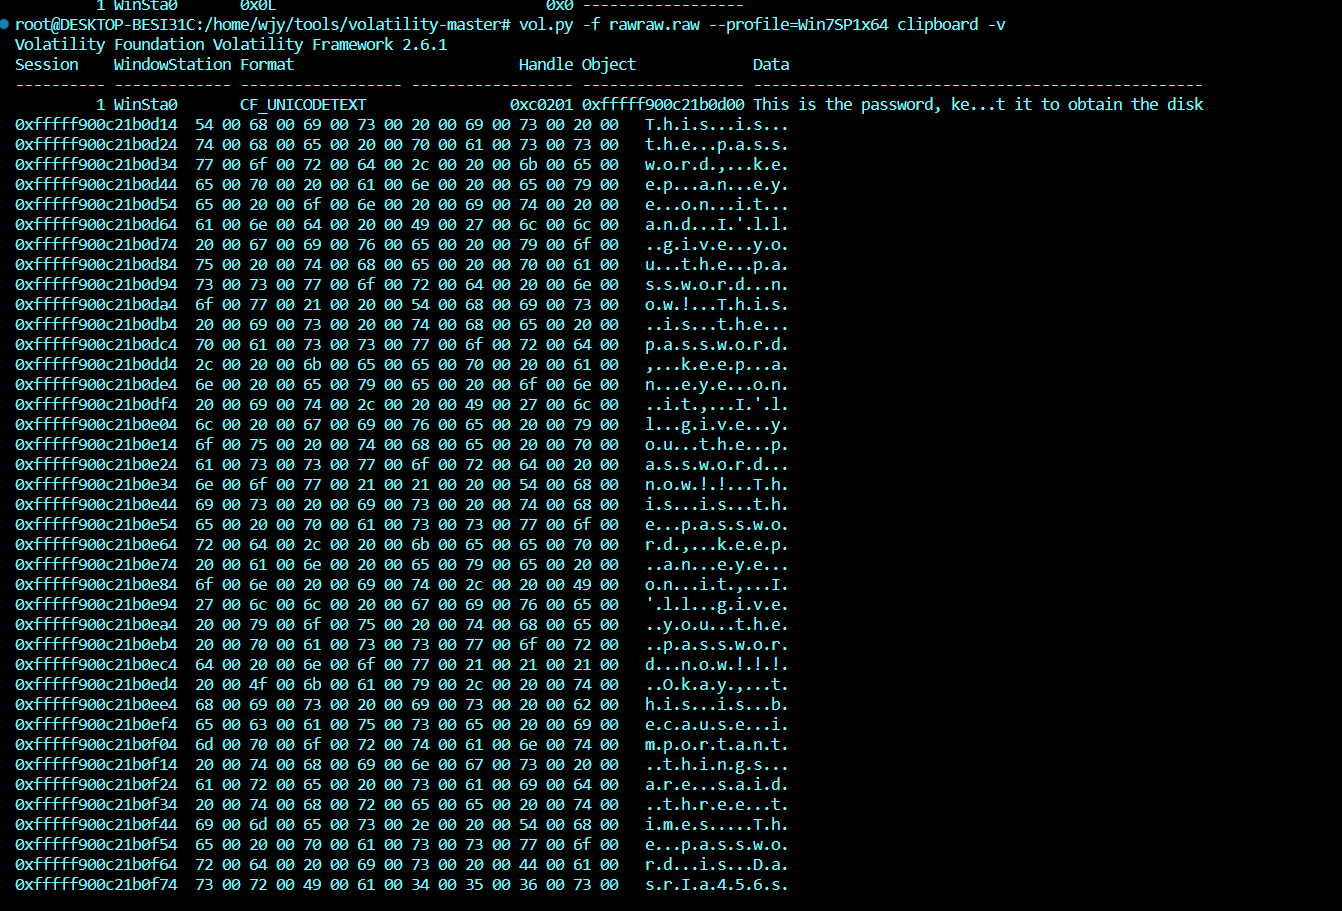 1 WinSta0 0x0L 0x0 ------------------
root@DESKTOP-BESI31C:/home/wjy/tools/volatility-master# vol.py -f rawraw.raw --profile=Win7SP1x64 clipboard -v
Volatility Foundation Volatility Framework 2.6.1
Session WindowStation Format Handle Object Data
---------- ------------- ------------------ ------------------ ------------------ --------------------------------------------------
1 WinSta0 CF_UNICODETEXT 0xc0201 0xfffff900c21b0d00 This is the password, ke...t it to obtain the disk
0xfffff900c21b0d14 54 00 68 00 69 00 73 00 20 00 69 00 73 00 20 00 T.h.i.s...i.s...
0xfffff900c21b0d24 74 00 68 00 65 00 20 00 70 00 61 00 73 00 73 00 t.h.e...p.a.s.s.
0xfffff900c21b0d34 77 00 6f 00 72 00 64 00 2c 00 20 00 6b 00 65 00 w.o.r.d.,...k.e.
0xfffff900c21b0d44 65 00 70 00 20 00 61 00 6e 00 20 00 65 00 79 00 e.p...a.n...e.y.
0xfffff900c21b0d54 65 00 20 00 6f 00 6e 00 20 00 69 00 74 00 20 00 e...o.n...i.t...
0xfffff900c21b0d64 61 00 6e 00 64 00 20 00 49 00 27 00 6c 00 6c 00 a.n.d...I.'.l.l.
0xfffff900c21b0d74 20 00 67 00 69 00 76 00 65 00 20 00 79 00 6f 00 ..g.i.v.e...y.o.
0xfffff900c21b0d84 75 00 20 00 74 00 68 00 65 00 20 00 70 00 61 00 u...t.h.e...p.a.
0xfffff900c21b0d94 73 00 73 00 77 00 6f 00 72 00 64 00 20 00 6e 00 s.s.w.o.r.d...n.
0xfffff900c21b0da4 6f 00 77 00 21 00 20 00 54 00 68 00 69 00 73 00 o.w.!...T.h.i.s.
0xfffff900c21b0db4 20 00 69 00 73 00 20 00 74 00 68 00 65 00 20 00 ..i.s...t.h.e...
0xfffff900c21b0dc4 70 00 61 00 73 00 73 00 77 00 6f 00 72 00 64 00 p.a.s.s.w.o.r.d.
0xfffff900c21b0dd4 2c 00 20 00 6b 00 65 00 65 00 70 00 20 00 61 00 ,...k.e.e.p...a.
0xfffff900c21b0de4 6e 00 20 00 65 00 79 00 65 00 20 00 6f 00 6e 00 n...e.y.e...o.n.
0xfffff900c21b0df4 20 00 69 00 74 00 2c 00 20 00 49 00 27 00 6c 00 ..i.t.,...I.'.l.
0xfffff900c21b0e04 6c 00 20 00 67 00 69 00 76 00 65 00 20 00 79 00 l...g.i.v.e...y.
0xfffff900c21b0e14 6f 00 75 00 20 00 74 00 68 00 65 00 20 00 70 00 o.u...t.h.e...p.
0xfffff900c21b0e24 61 00 73 00 73 00 77 00 6f 00 72 00 64 00 20 00 a.s.s.w.o.r.d...
0xfffff900c21b0e34 6e 00 6f 00 77 00 21 00 21 00 20 00 54 00 68 00 n.o.w.!.!...T.h.
0xfffff900c21b0e44 69 00 73 00 20 00 69 00 73 00 20 00 74 00 68 00 i.s...i.s...t.h.
0xfffff900c21b0e54 65 00 20 00 70 00 61 00 73 00 73 00 77 00 6f 00 e...p.a.s.s.w.o.
0xfffff900c21b0e64 72 00 64 00 2c 00 20 00 6b 00 65 00 65 00 70 00 r.d.,...k.e.e.p.
0xfffff900c21b0e74 20 00 61 00 6e 00 20 00 65 00 79 00 65 00 20 00 ..a.n...e.y.e...
0xfffff900c21b0e84 6f 00 6e 00 20 00 69 00 74 00 2c 00 20 00 49 00 o.n...i.t.,...I.
0xfffff900c21b0e94 27 00 6c 00 6c 00 20 00 67 00 69 00 76 00 65 00 '.l.l...g.i.v.e.
0xfffff900c21b0ea4 20 00 79 00 6f 00 75 00 20 00 74 00 68 00 65 00 ..y.o.u...t.h.e.
0xfffff900c21b0eb4 20 00 70 00 61 00 73 00 73 00 77 00 6f 00 72 00 ..p.a.s.s.w.o.r.
0xfffff900c21b0ec4 64 00 20 00 6e 00 6f 00 77 00 21 00 21 00 21 00 d...n.o.w.!.!.!.
0xfffff900c21b0ed4 20 00 4f 00 6b 00 61 00 79 00 2c 00 20 00 74 00 ..O.k.a.y.,...t.
0xfffff900c21b0ee4 68 00 69 00 73 00 20 00 69 00 73 00 20 00 62 00 h.i.s...i.s...b.
0xfffff900c21b0ef4 65 00 63 00 61 00 75 00 73 00 65 00 20 00 69 00 e.c.a.u.s.e...i.
0xfffff900c21b0f04 6d 00 70 00 6f 00 72 00 74 00 61 00 6e 00 74 00 m.p.o.r.t.a.n.t.
0xfffff900c21b0f14 20 00 74 00 68 00 69 00 6e 00 67 00 73 00 20 00 ..t.h.i.n.g.s...
0xfffff900c21b0f24 61 00 72 00 65 00 20 00 73 00 61 00 69 00 64 00 a.r.e...s.a.i.d.
0xfffff900c21b0f34 20 00 74 00 68 00 72 00 65 00 65 00 20 00 74 00 ..t.h.r.e.e...t.
0xfffff900c21b0f44 69 00 6d 00 65 00 73 00 2e 00 20 00 54 00 68 00 i.m.e.s.....T.h.
0xfffff900c21b0f54 65 00 20 00 70 00 61 00 73 00 73 00 77 00 6f 00 e...p.a.s.s.w.o.
0xfffff900c21b0f64 72 00 64 00 20 00 69 00 73 00 20 00 44 00 61 00 r.d...i.s...D.a.
0xfffff900c21b0f74 73 00 72 00 49 00 61 00 34 00 35 00 36 00 73 00 s.r.I.a.4.5.6.s.